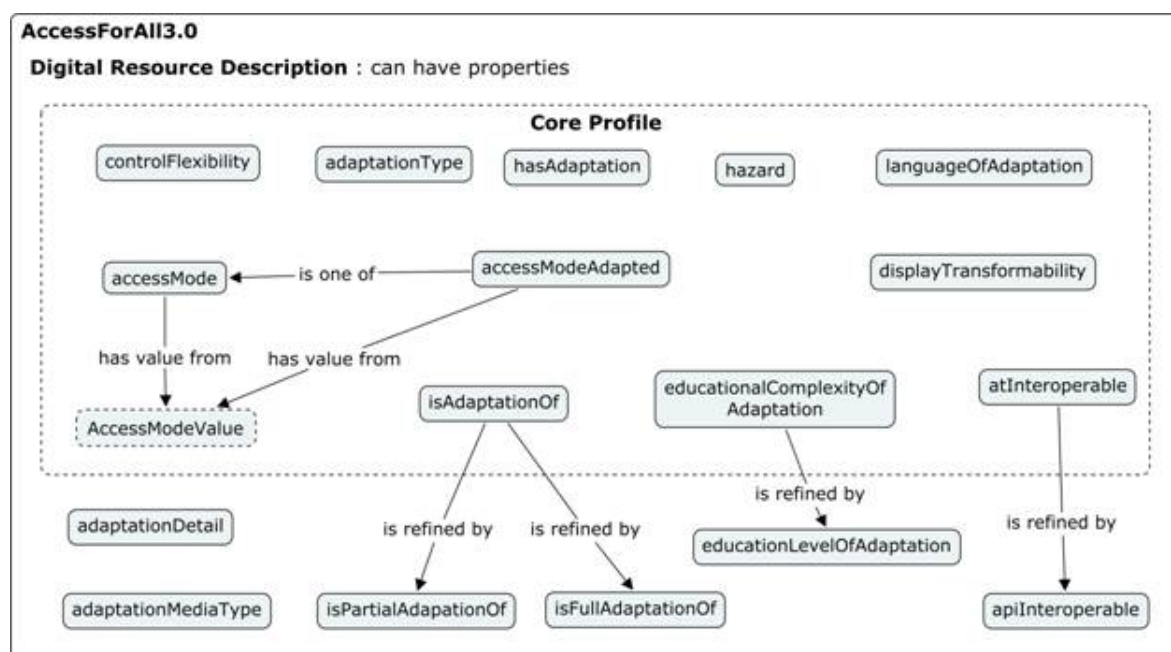 AccessForAll3.0
Digital Resource Description : can have properties
Core Profile
controlFlexibility
adaptationType
hasAdaptation
hazard
languageOfAdaptation
accessMode
is one of
accessModeAdapted
displayTransformability
has value from
has value from
AccessModeValue
isAdaptationOf
educationalComplexityOf
Adaptation
atInteroperable
is refined by
is refined by
is refined by
is refined by
adaptationDetail
educationLevelOfAdaptation
adaptationMediaType
isPartialAdapationOf
isFullAdaptationOf
apiInteroperable